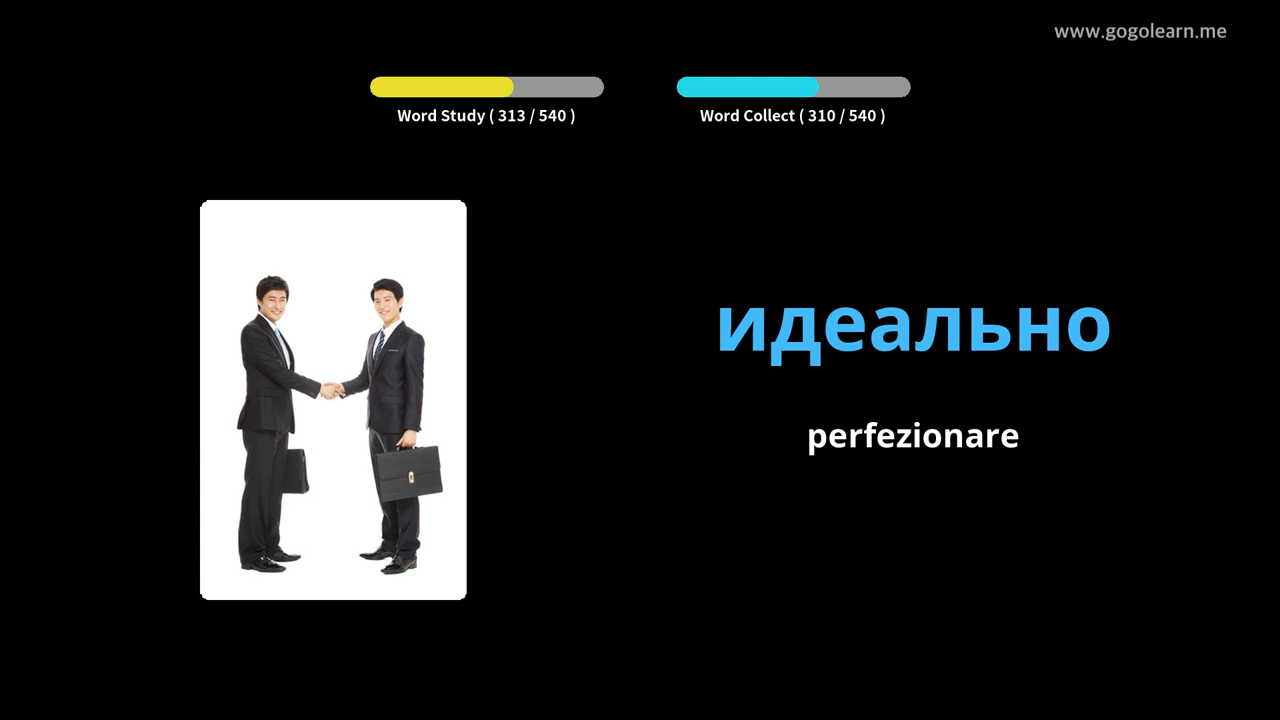 www.gogolearn.me
Word Study ( 313 / 540 )
Word Collect ( 310 / 540 )
идеально
perfezionare